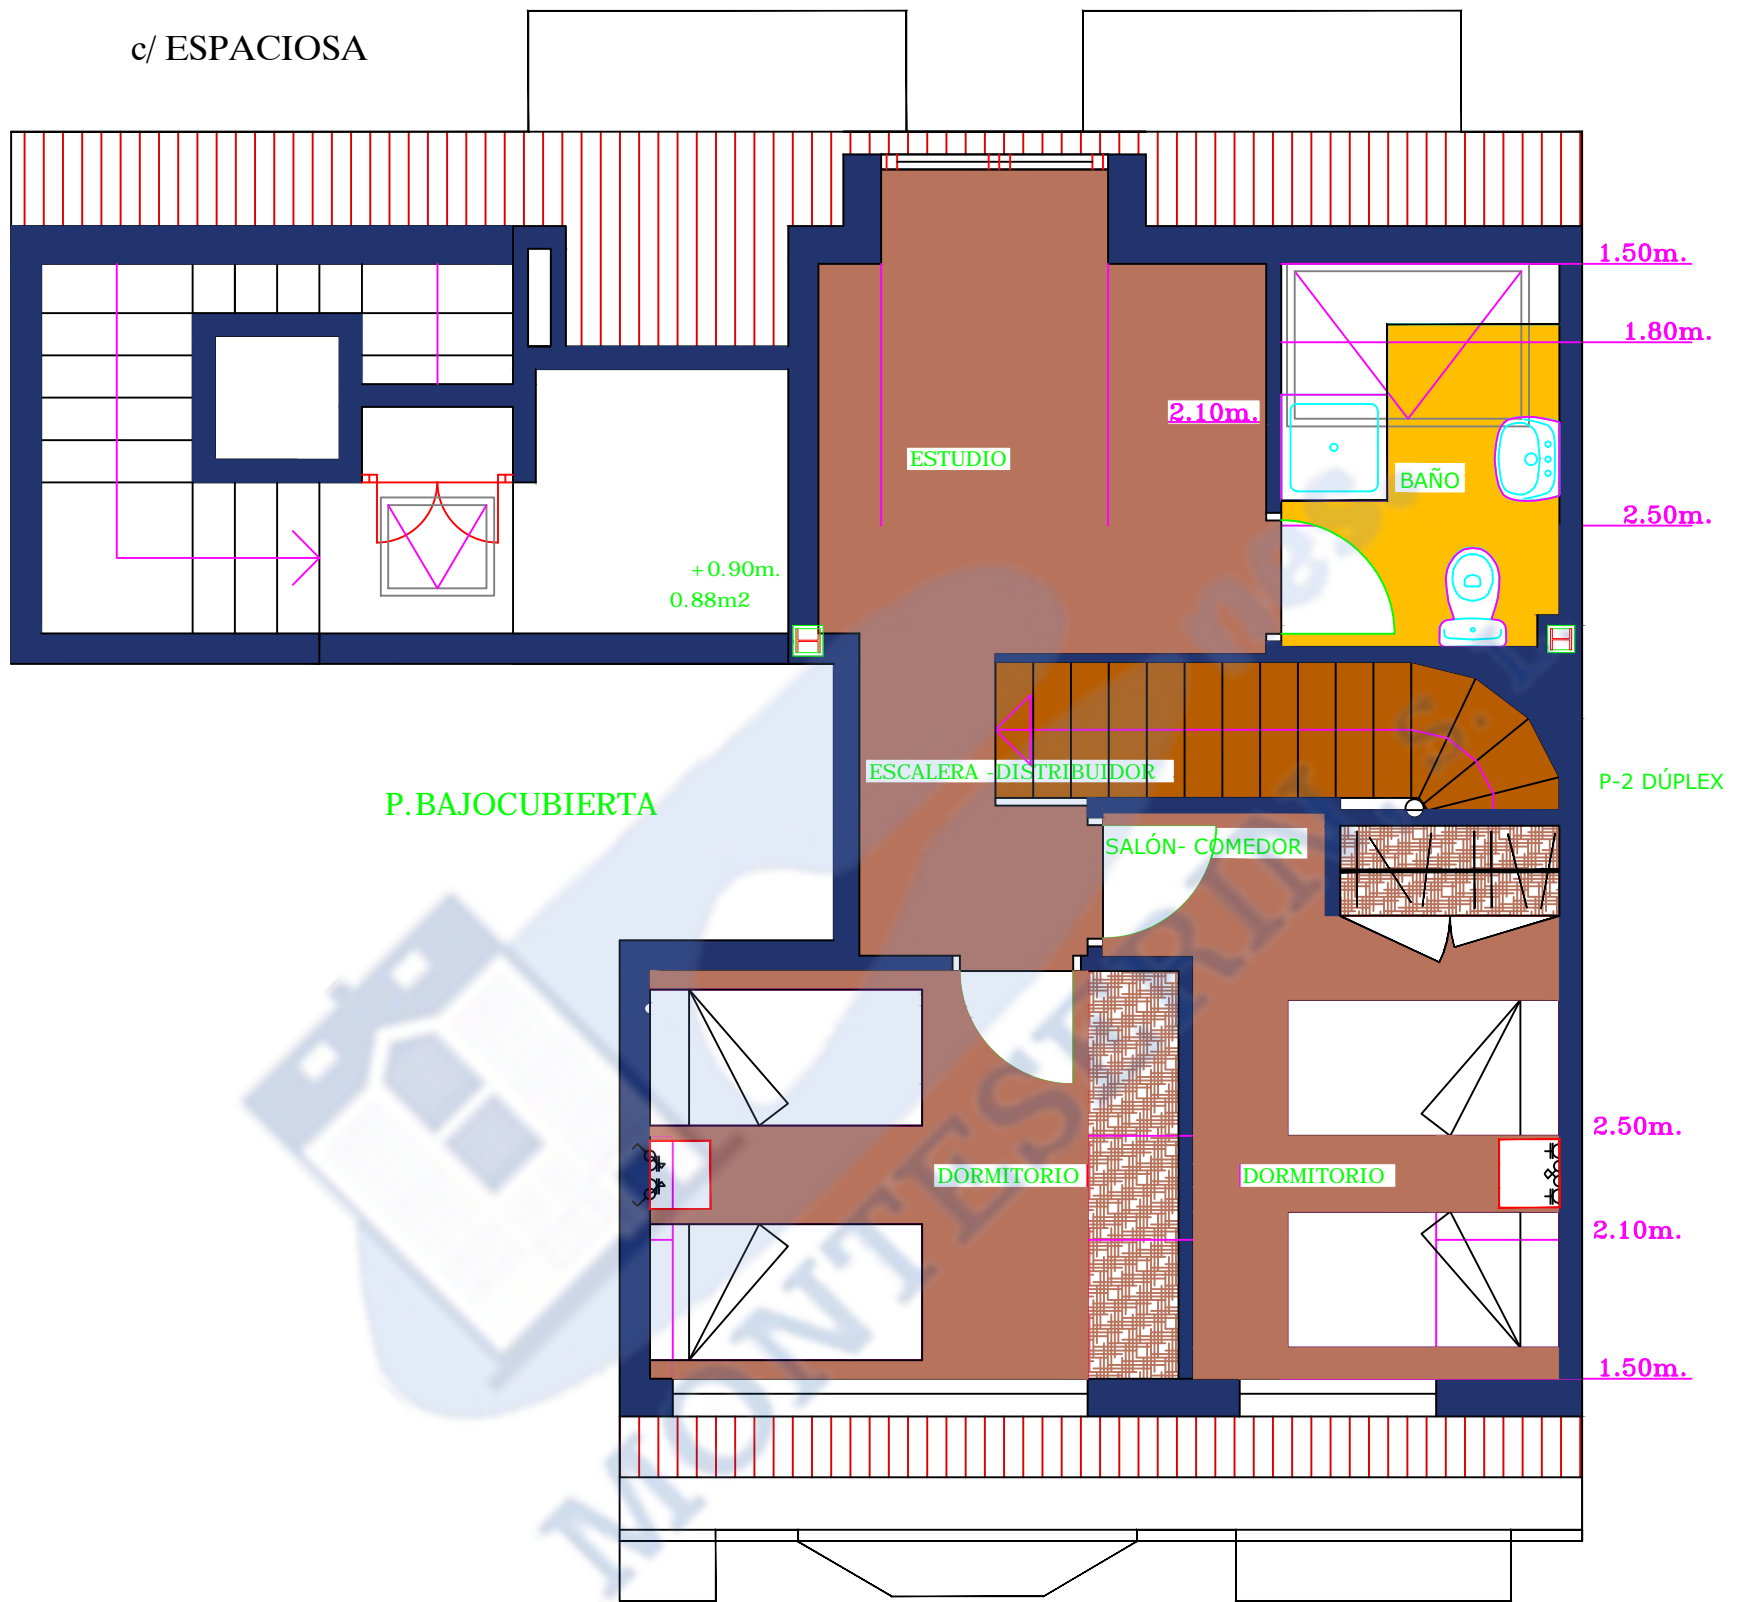 c/ ESPACIOSA
1.50m.
1.80m.
2.10m.
ESTUDIO
BAÑO
2.50m.
+0.90m.
0.88m2
ESCALERA -DISTRIBUIDOR
P-2 DÚPLEX
P.BAJOCUBIERTA
SALÓN- COMEDOR
2.50m.
DORMITORIO
DORMITORIO
2.10m.
1.50m.